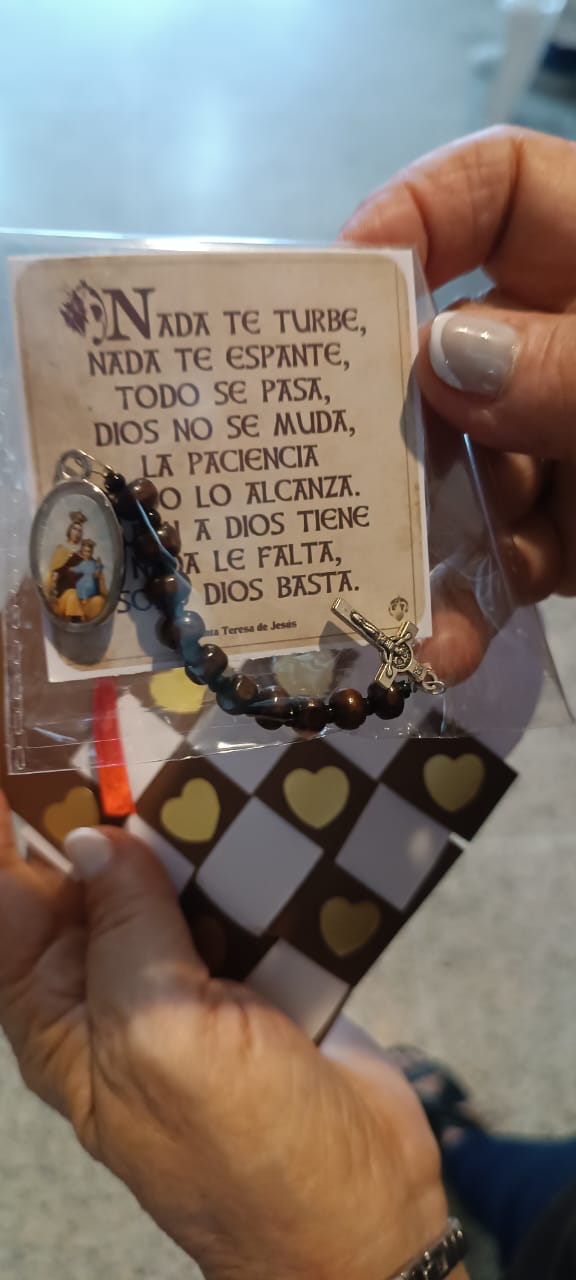 NADA TE TURBE,
NADA TE ESPANTE,
TODO SE PASA,
DIOS NO SE MUDA,
LA PACIENCIA
LO ALCANZA.
A DIOS TIENE
LE FALTA,
DIOS BASTA.
Teresa de Jesús